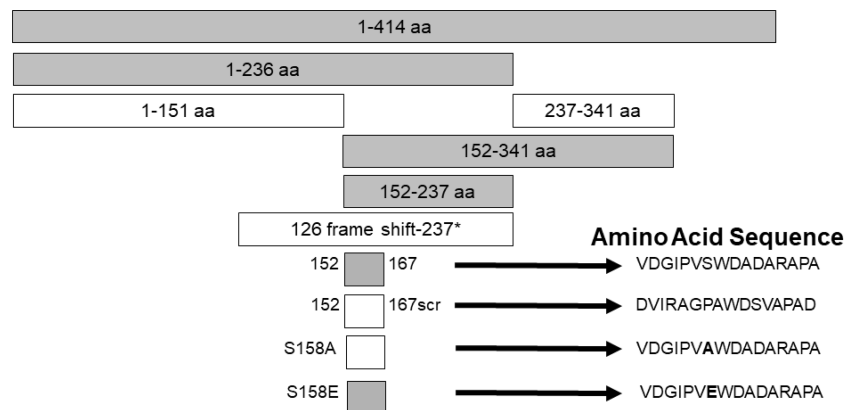 1-414 aa
1-236 aa
1-151 aa
237-341 aa
152-341 aa
152-237 aa
126 frame shift-237*
Amino Acid Sequence
152 167 VDGIPVSWDADARAPA
152 167scr DVIRAGPAWDSVAPAD
S158A VDGIPVAWDADARAPA
S158E VDGIPVEWDADARAPA